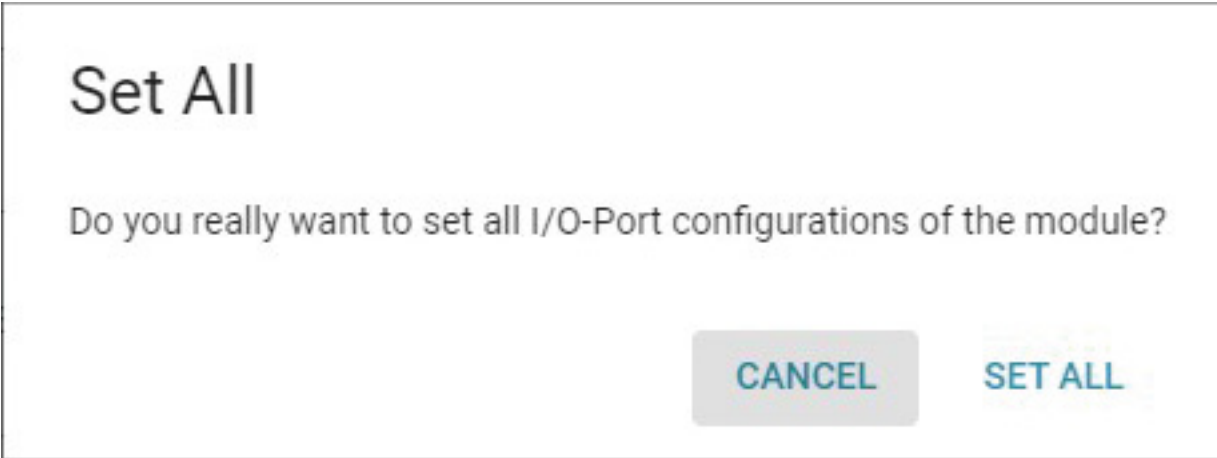 Set All
Do you really want to set all I/O-Port configurations of the module?
CANCEL SET ALL